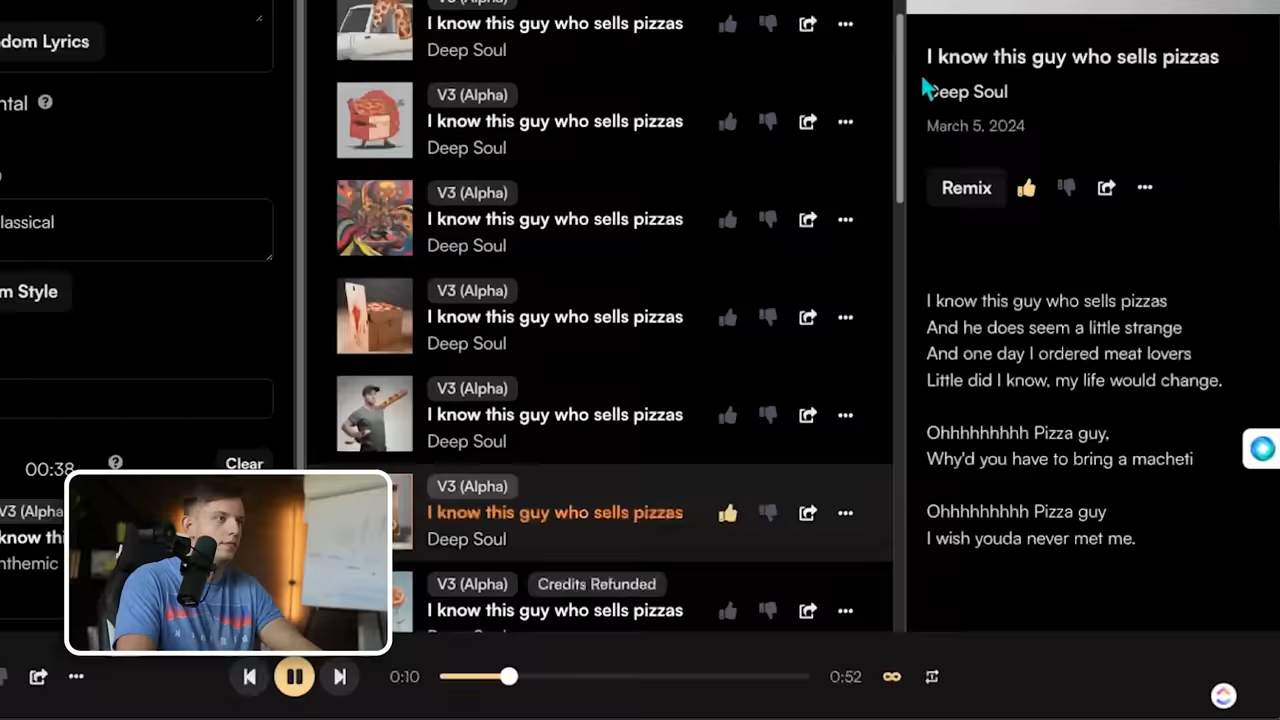 dom Lyrics
ntal
lassical
m Style
00:38
Clear
V3 (Alpha
know thi
nthemic
V3 (Alpha)
I know this guy who sells pizzas
Deep Soul
V3 (Alpha)
I know this guy who sells pizzas
Deep Soul
V3 (Alpha)
I know this guy who sells pizzas
Deep Soul
V3 (Alpha)
I know this guy who sells pizzas
Deep Soul
V3 (Alpha)
I know this guy who sells pizzas
Deep Soul
V3 (Alpha)
I know this guy who sells pizzas
Deep Soul
V3 (Alpha) Credits Refunded
I know this guy who sells pizzas
Deep Soul
I know this guy who sells pizzas
Deep Soul
March 5, 2024
Remix
I know this guy who sells pizzas
And he does seem a little strange
And one day I ordered meat lovers
Little did I know, my life would change.
Ohhhhhhhhh Pizza guy,
Why'd you have to bring a macheti
Ohhhhhhhhh Pizza guy
I wish youda never met me.
0:10
0:52